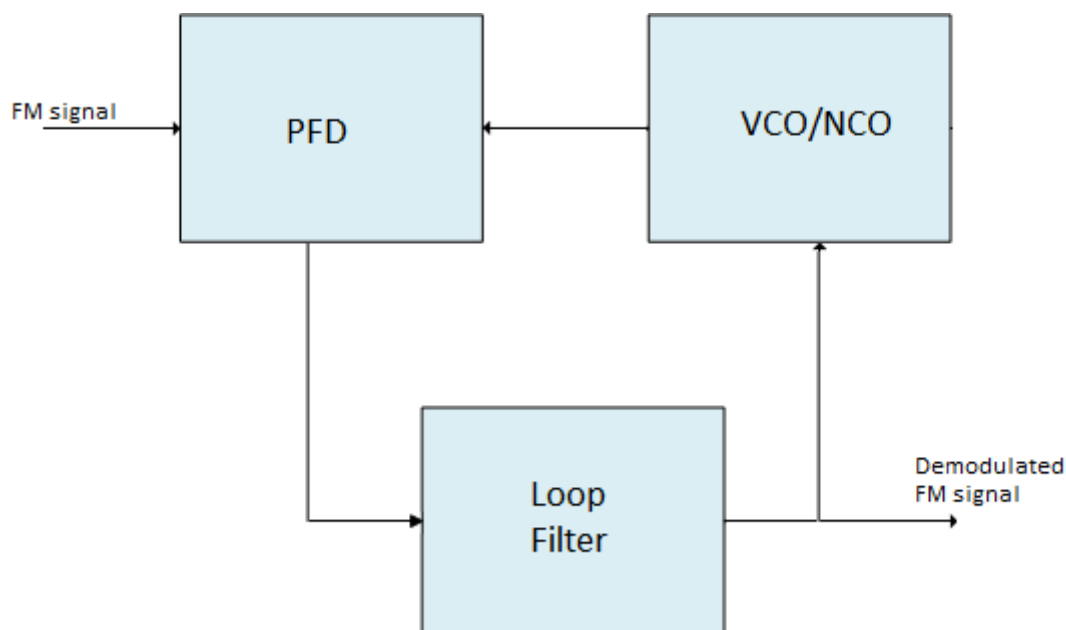 FM signal
PFD
VCO/NCO
Loop
Filter
Demodulated
FM signal